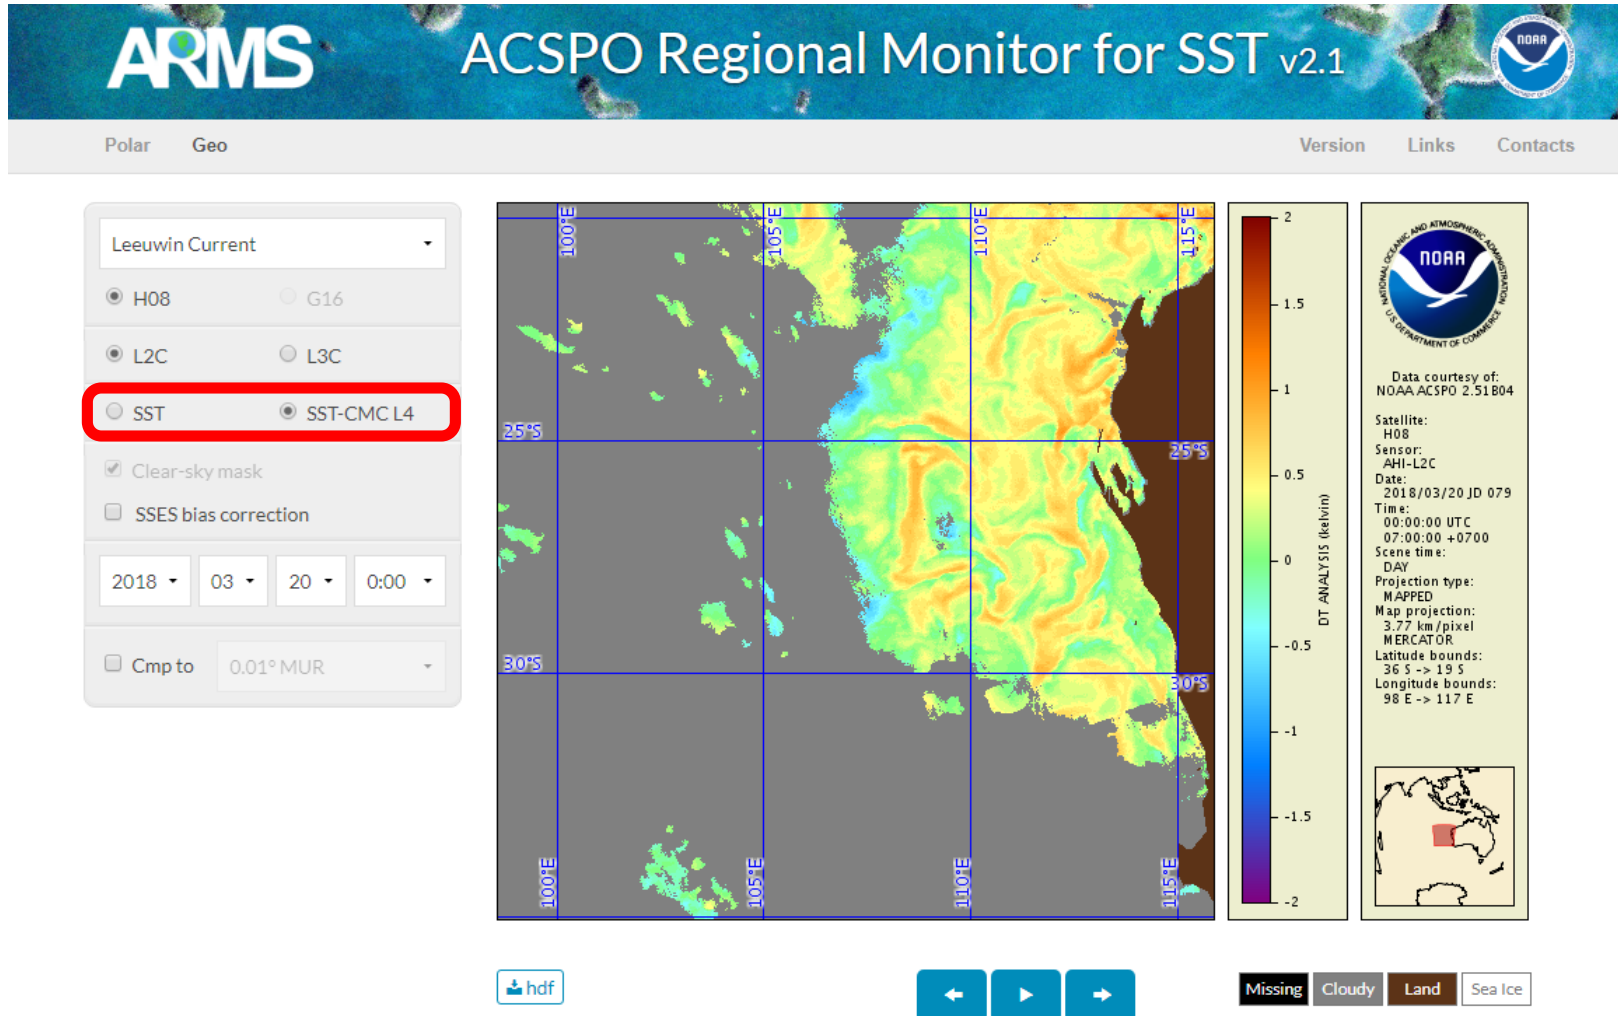 ARMS
ACSPO Regional Monitor for SST v2.1
NOAA
Polar Geo Version Links Contacts
Leeuwin Current
H08 G16
L2C L3C
SST SST-CMC L4
Clear-sky mask
SSES bias correction
2018 03 20 0:00
Cmp to 0.01° MUR
100°E 105°E 110°E 115°E
25°S 25°S
30°S 30°S
100°E 105°E 110°E 115°E
2
1.5
1
0.5
0
-0.5
-1
-1.5
-2
DT ANALYSIS (kelvin)
NATIONAL OCEANIC AND ATMOSPHERIC ADMINISTRATION
NOAA
U.S. DEPARTMENT OF COMMERCE
Data courtesy of:
NOAA ACSPO 2.51B04
Satellite:
H08
Sensor:
AHI-L2C
Date:
2018/03/20 JD 079
Time:
00:00:00 UTC
07:00:00 +0700
Scene time:
DAY
Projection type:
MAPPED
Map projection:
3.77 km/pixel
MERCATOR
Latitude bounds:
36 S -> 19 S
Longitude bounds:
98 E -> 117 E
hdf
Missing Cloudy Land Sea Ice